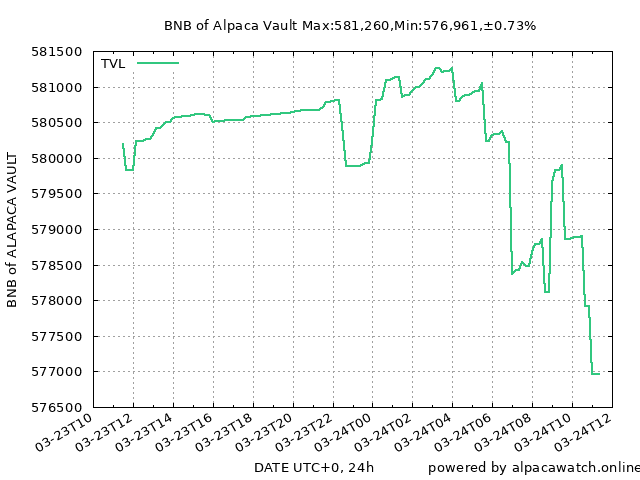 BNB of Alpaca Vault Max:581,260,Min:576,961,±0.73%
TVL
581500
581000
580500
580000
579500
579000
578500
578000
577500
577000
576500
BNB of ALAPACA VAULT
03-23T10
03-23T12
03-23T14
03-23T16
03-23T18
03-23T20
03-23T22
03-24T00
03-24T02
03-24T04
03-24T06
03-24T08
03-24T10
03-24T12
DATE UTC+0, 24h
powered by alpacawatch.online